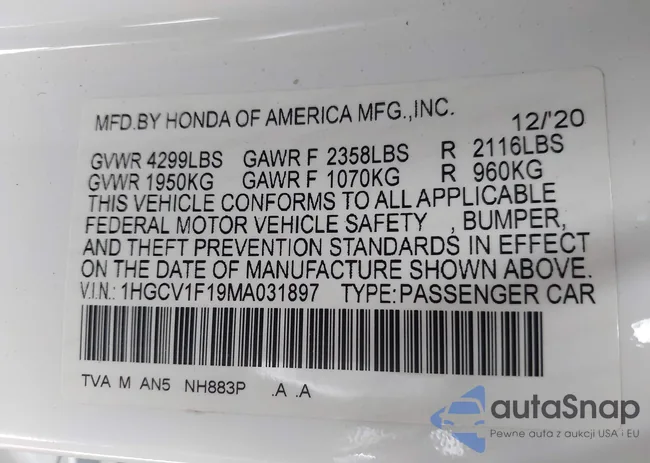 MFD.BY HONDA OF AMERICA MFG.,INC. 12/'20
GVWR 4299LBS GAWR F 2358LBS R 2116LBS
GVWR 1950KG GAWR F 1070KG R 960KG
THIS VEHICLE CONFORMS TO ALL APPLICABLE
FEDERAL MOTOR VEHICLE SAFETY , BUMPER,
AND THEFT PREVENTION STANDARDS IN EFFECT
ON THE DATE OF MANUFACTURE SHOWN ABOVE.
V.I.N.: 1HGCV1F19MA031897 TYPE:PASSENGER CAR
TVA M AN5 NH883P .A .A
autaSnap
Pewne auta z aukcji USA i EU